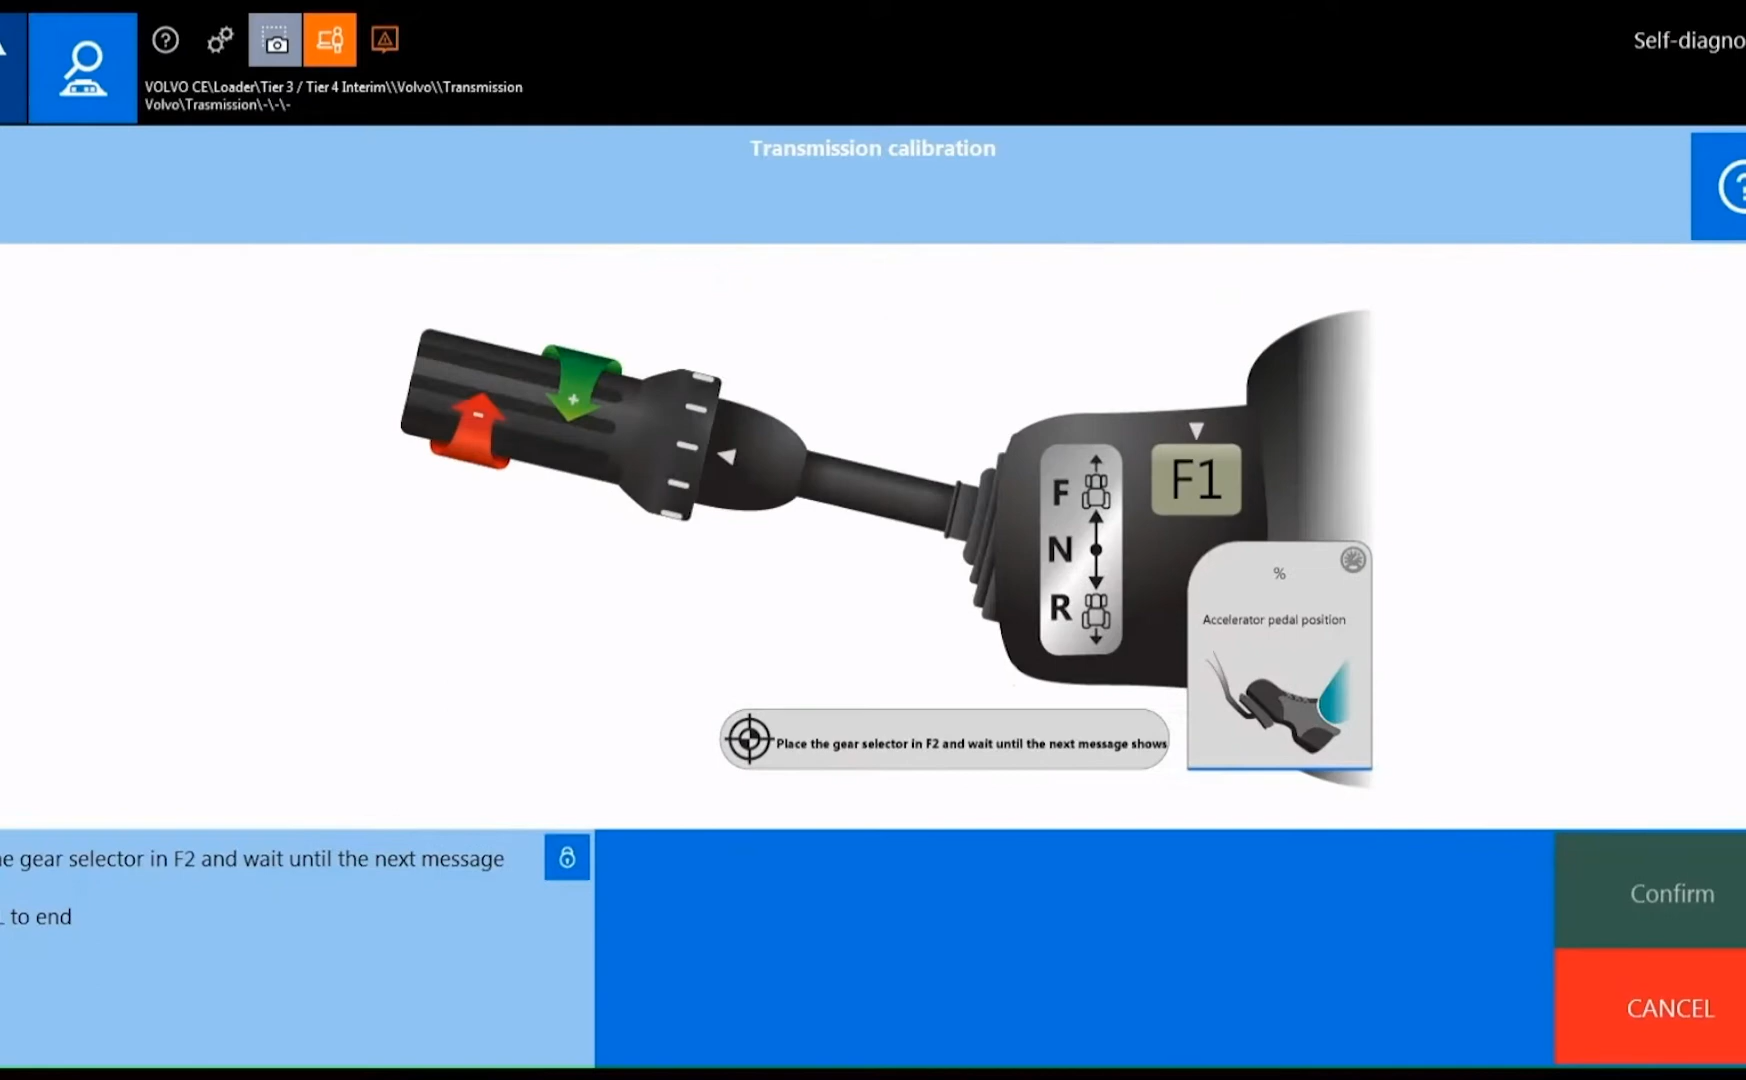 Self-diagno
VOLVO CE\Loader\Tier 3 / Tier 4 Interim\\Volvo\\Transmission
Volvo\Trasmission\-\-\-
Transmission calibration
+
-
F
N
R
F1
%
Accelerator pedal position
Place the gear selector in F2 and wait until the next message shows
e gear selector in F2 and wait until the next message
L to end
Confirm
CANCEL